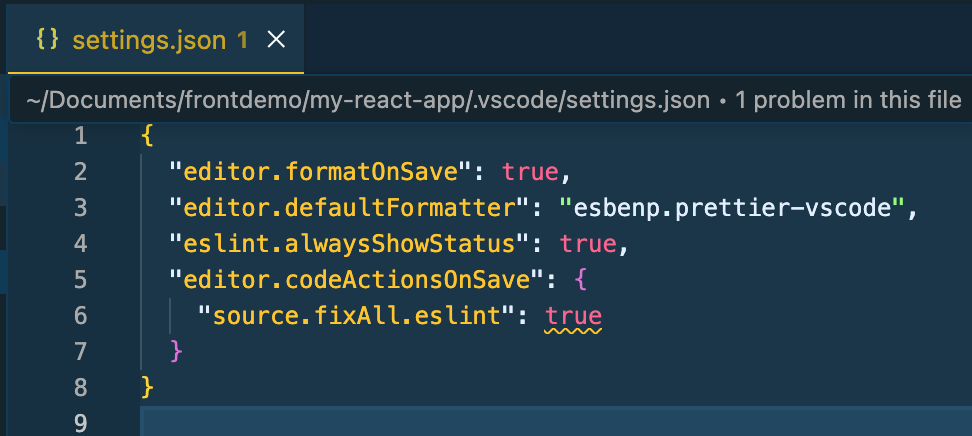 {} settings.json 1 ×
~/Documents/frontdemo/my-react-app/.vscode/settings.json • 1 problem in this file
1 {
2 "editor.formatOnSave": true,
3 "editor.defaultFormatter": "esbenp.prettier-vscode",
4 "eslint.alwaysShowStatus": true,
5 "editor.codeActionsOnSave": {
6 "source.fixAll.eslint": true
7 }
8 }
9